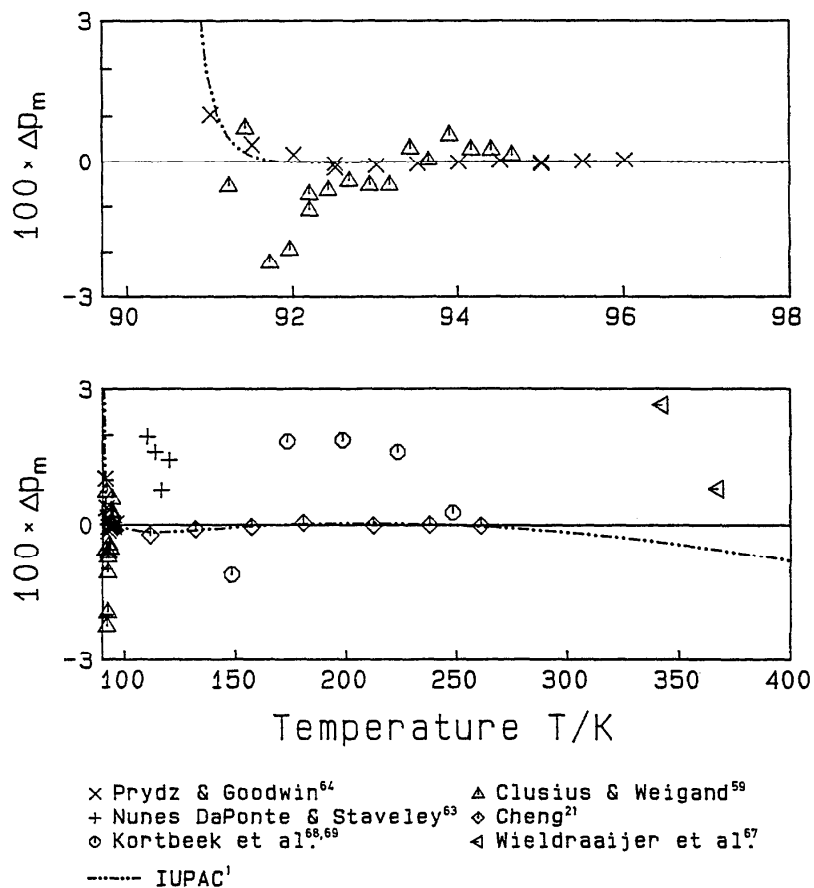 3
100 × Δpₘ
0
-3
90 92 94 96 98
3
100 × Δpₘ
0
-3
100 150 200 250 300 350 400
Temperature T/K
× Prydz & Goodwin⁶⁴
+ Nunes DaPonte & Staveley⁶³
Kortbeek et al.⁶⁸,⁶⁹
IUPAC¹
Clusius & Weigand⁵⁹
Cheng²¹
Wieldraaijer et al.⁶⁷